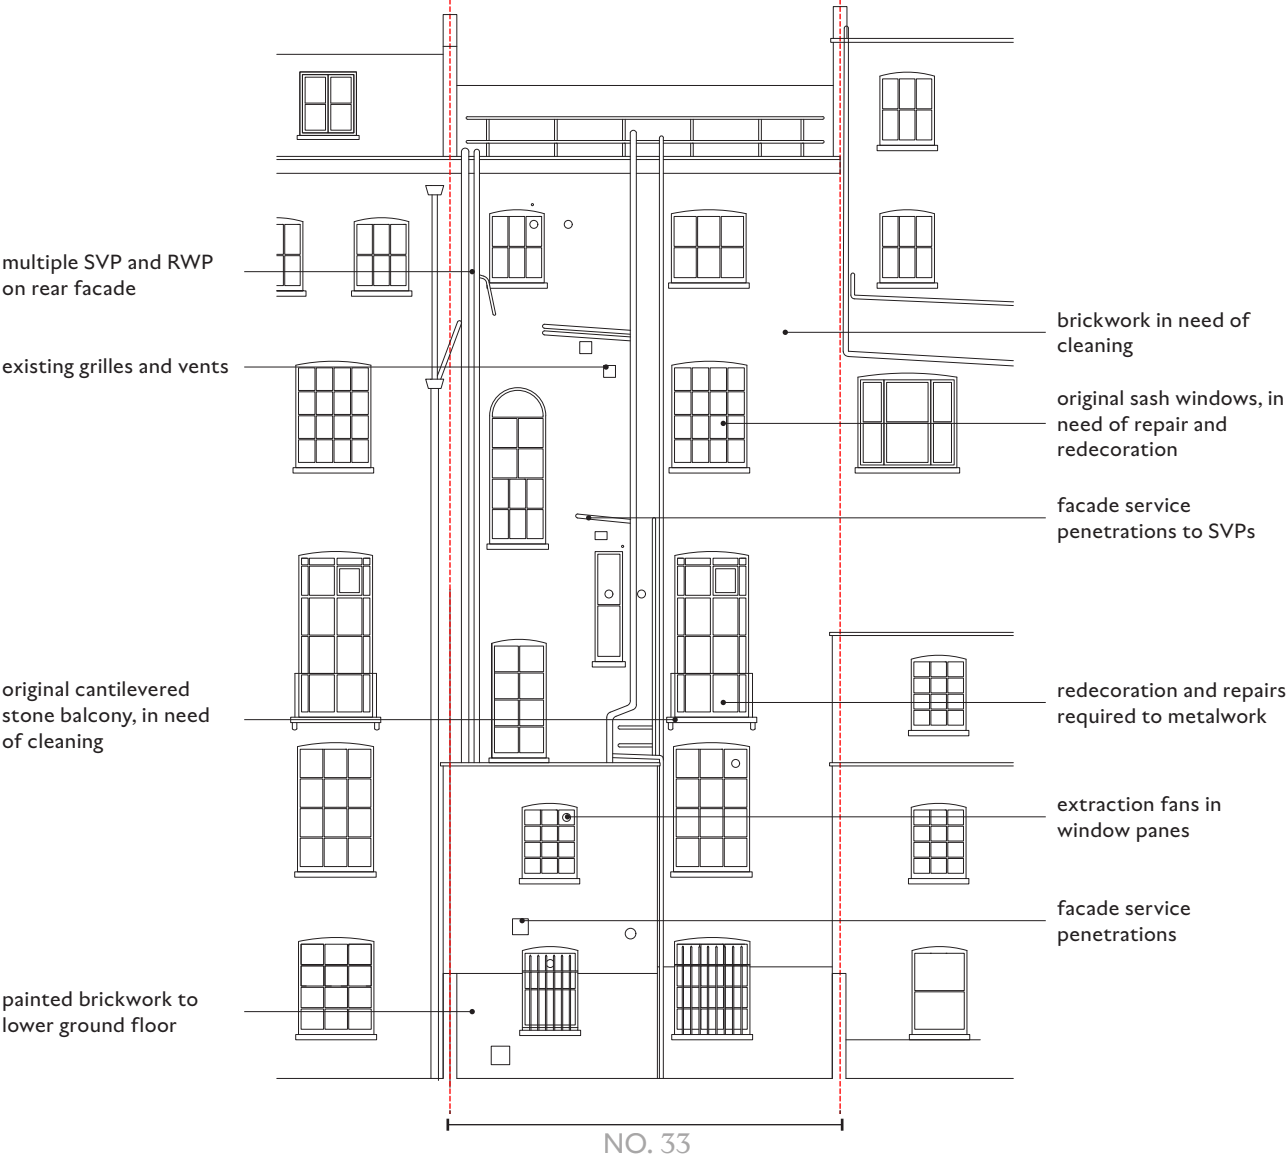 multiple SVP and RWP
on rear facade
existing grilles and vents
original cantilevered
stone balcony, in need
of cleaning
painted brickwork to
lower ground floor
brickwork in need of
cleaning
original sash windows, in
need of repair and
redecoration
facade service
penetrations to SVPs
redecoration and repairs
required to metalwork
extraction fans in
window panes
facade service
penetrations
NO. 33